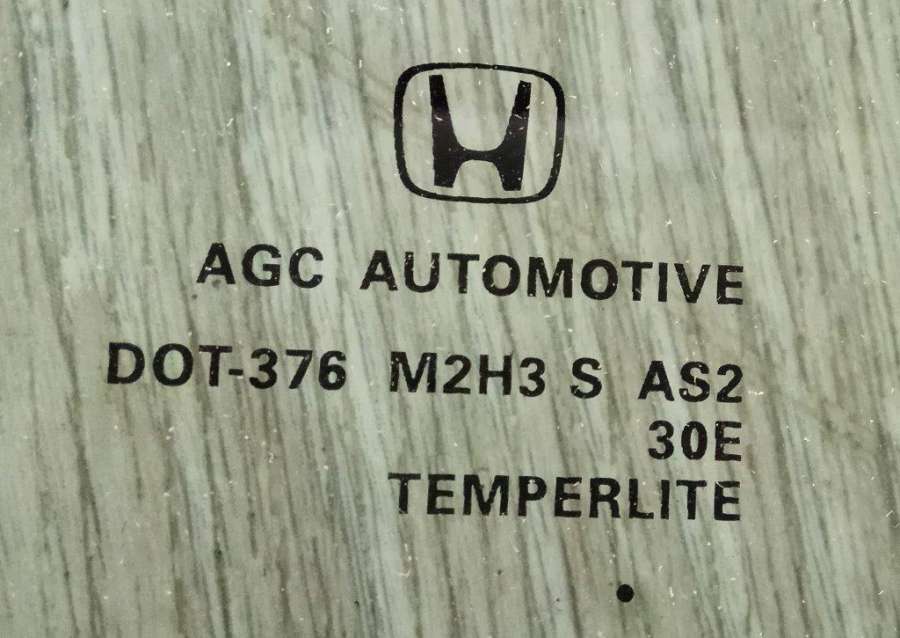 AGC AUTOMOTIVE
DOT-376 M2H3 S AS2
30E
TEMPERLITE